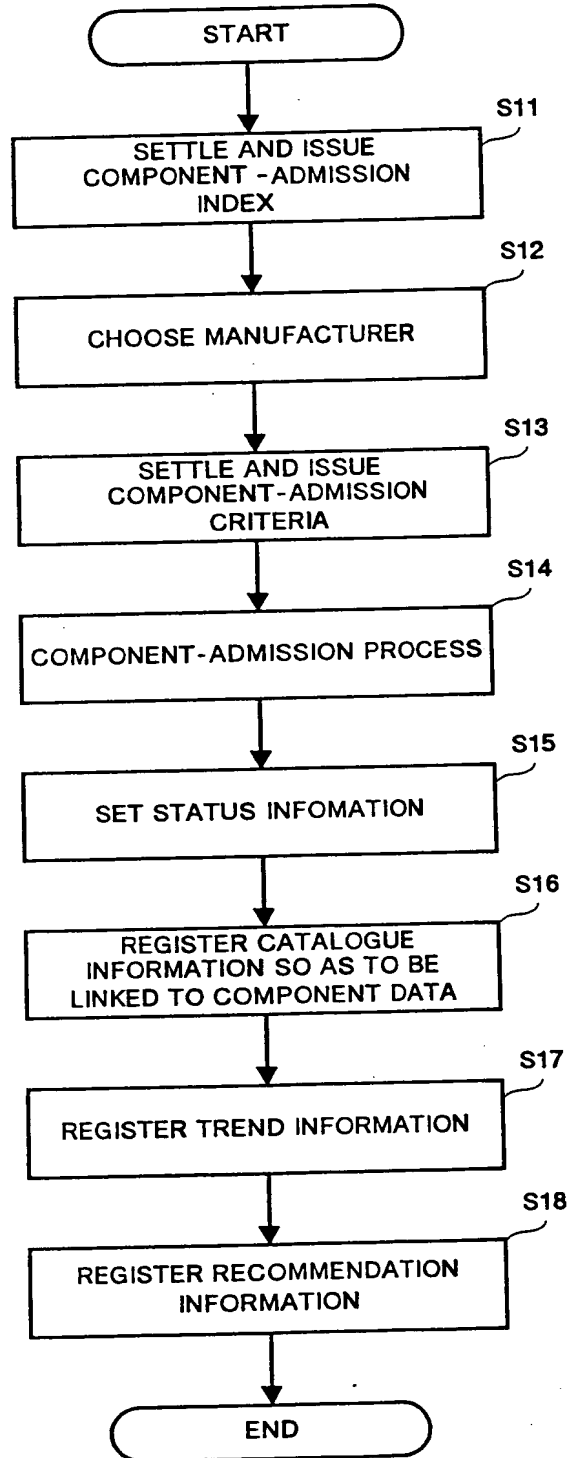 START
S11
SETTLE AND ISSUE
COMPONENT -ADMISSION
INDEX
S12
CHOOSE MANUFACTURER
S13
SETTLE AND ISSUE
COMPONENT-ADMISSION
CRITERIA
S14
COMPONENT-ADMISSION PROCESS
S15
SET STATUS INFOMATION
S16
REGISTER CATALOGUE
INFORMATION SO AS TO BE
LINKED TO COMPONENT DATA
S17
REGISTER TREND INFORMATION
S18
REGISTER RECOMMENDATION
INFORMATION
END